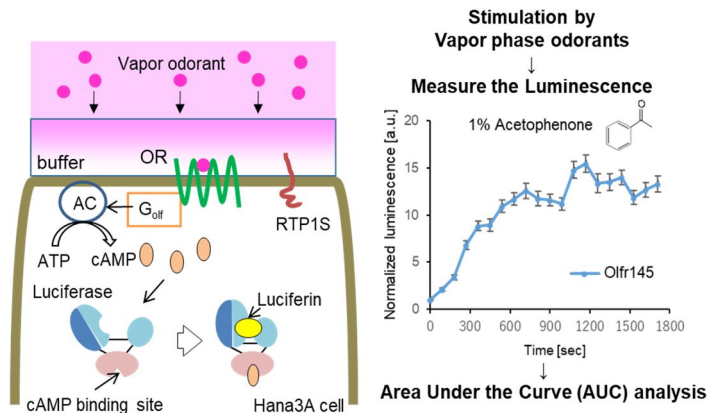 Vapor odorant
buffer
OR
AC
Golf
RTP1S
ATP
cAMP
Luciferase
Luciferin
cAMP binding site
Hana3A cell
Stimulation by
Vapor phase odorants
↓
Measure the Luminescence
1% Acetophenone
O
Normalized luminescence [a.u.]
20
15
10
5
0
Olfr145
0 300 600 900 1200 1500 1800
Time [sec]
↓
Area Under the Curve (AUC) analysis